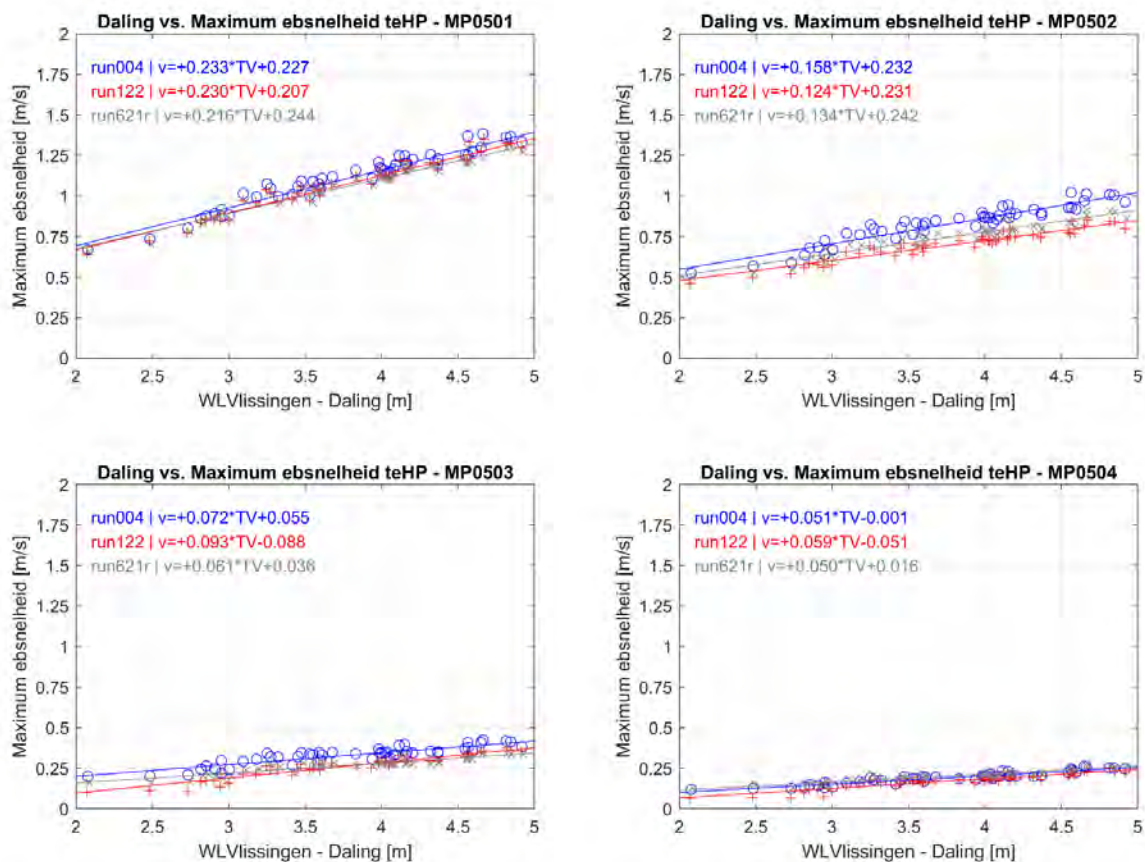 Daling vs. Maximum ebsnelheid teHP - MP0501
2
1.75
1.5
1.25
1
0.75
0.5
0.25
0
Maximum ebsnelheid [m/s]
run004 | v=+0.233*TV+0.227
run122 | v=+0.230*TV+0.207
run621r | v=+0.216*TV+0.244
2 2.5 3 3.5 4 4.5 5
WLVlissingen - Daling [m]
Daling vs. Maximum ebsnelheid teHP - MP0502
2
1.75
1.5
1.25
1
0.75
0.5
0.25
0
Maximum ebsnelheid [m/s]
run004 | v=+0.158*TV+0.232
run122 | v=+0.124*TV+0.231
run621r | v=+0.134*TV+0.242
2 2.5 3 3.5 4 4.5 5
WLVlissingen - Daling [m]
Daling vs. Maximum ebsnelheid teHP - MP0503
2
1.75
1.5
1.25
1
0.75
0.5
0.25
0
Maximum ebsnelheid [m/s]
run004 | v=+0.072*TV+0.055
run122 | v=+0.093*TV-0.088
run621r | v=+0.061*TV+0.038
2 2.5 3 3.5 4 4.5 5
WLVlissingen - Daling [m]
Daling vs. Maximum ebsnelheid teHP - MP0504
2
1.75
1.5
1.25
1
0.75
0.5
0.25
0
Maximum ebsnelheid [m/s]
run004 | v=+0.051*TV-0.001
run122 | v=+0.059*TV-0.051
run621r | v=+0.050*TV+0.016
2 2.5 3 3.5 4 4.5 5
WLVlissingen - Daling [m]